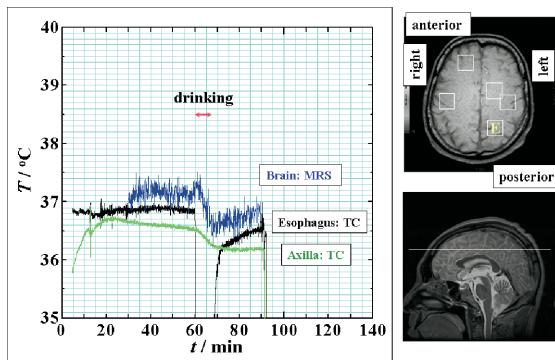 40
39
38
37
36
35
T / °C
drinking
Brain: MRS
Esophagus: TC
Axilla: TC
0
20
40
60
80
100
120
140
t / min
anterior
right
left
E
posterior